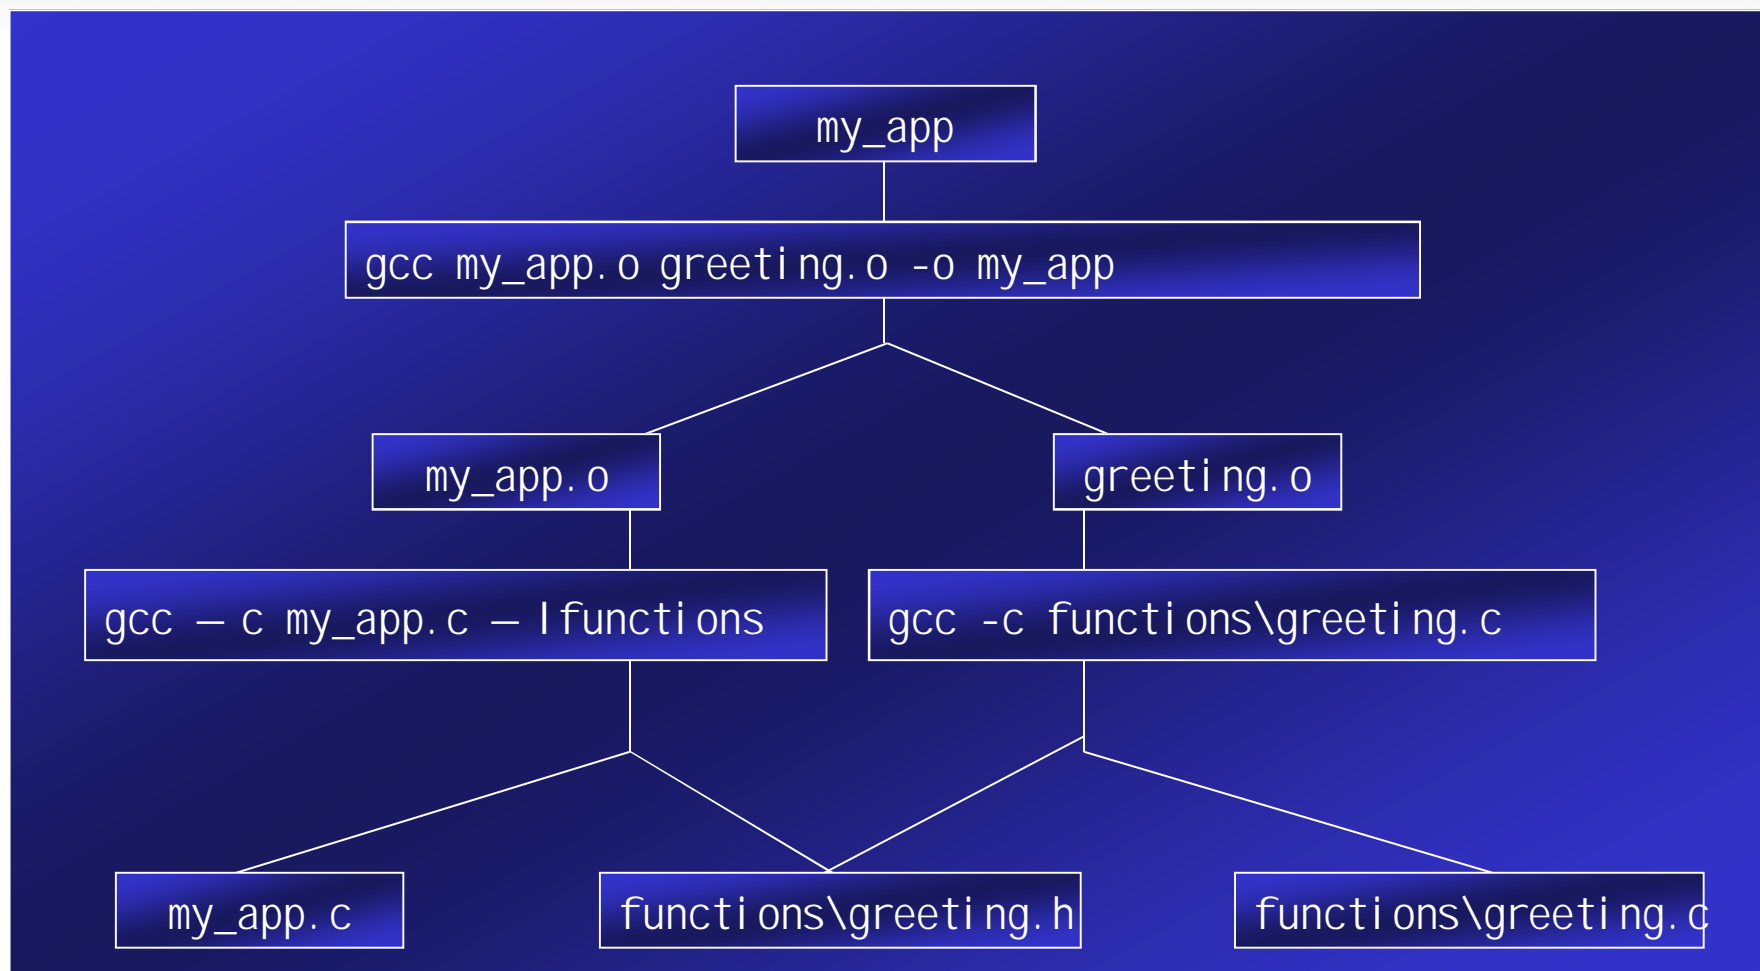 my_app
gcc my_app.o greeting.o -o my_app
my_app.o
greeting.o
gcc – c my_app.c – Ifunctions
gcc -c functions\greeting.c
my_app.c
functions\greeting.h
functions\greeting.c